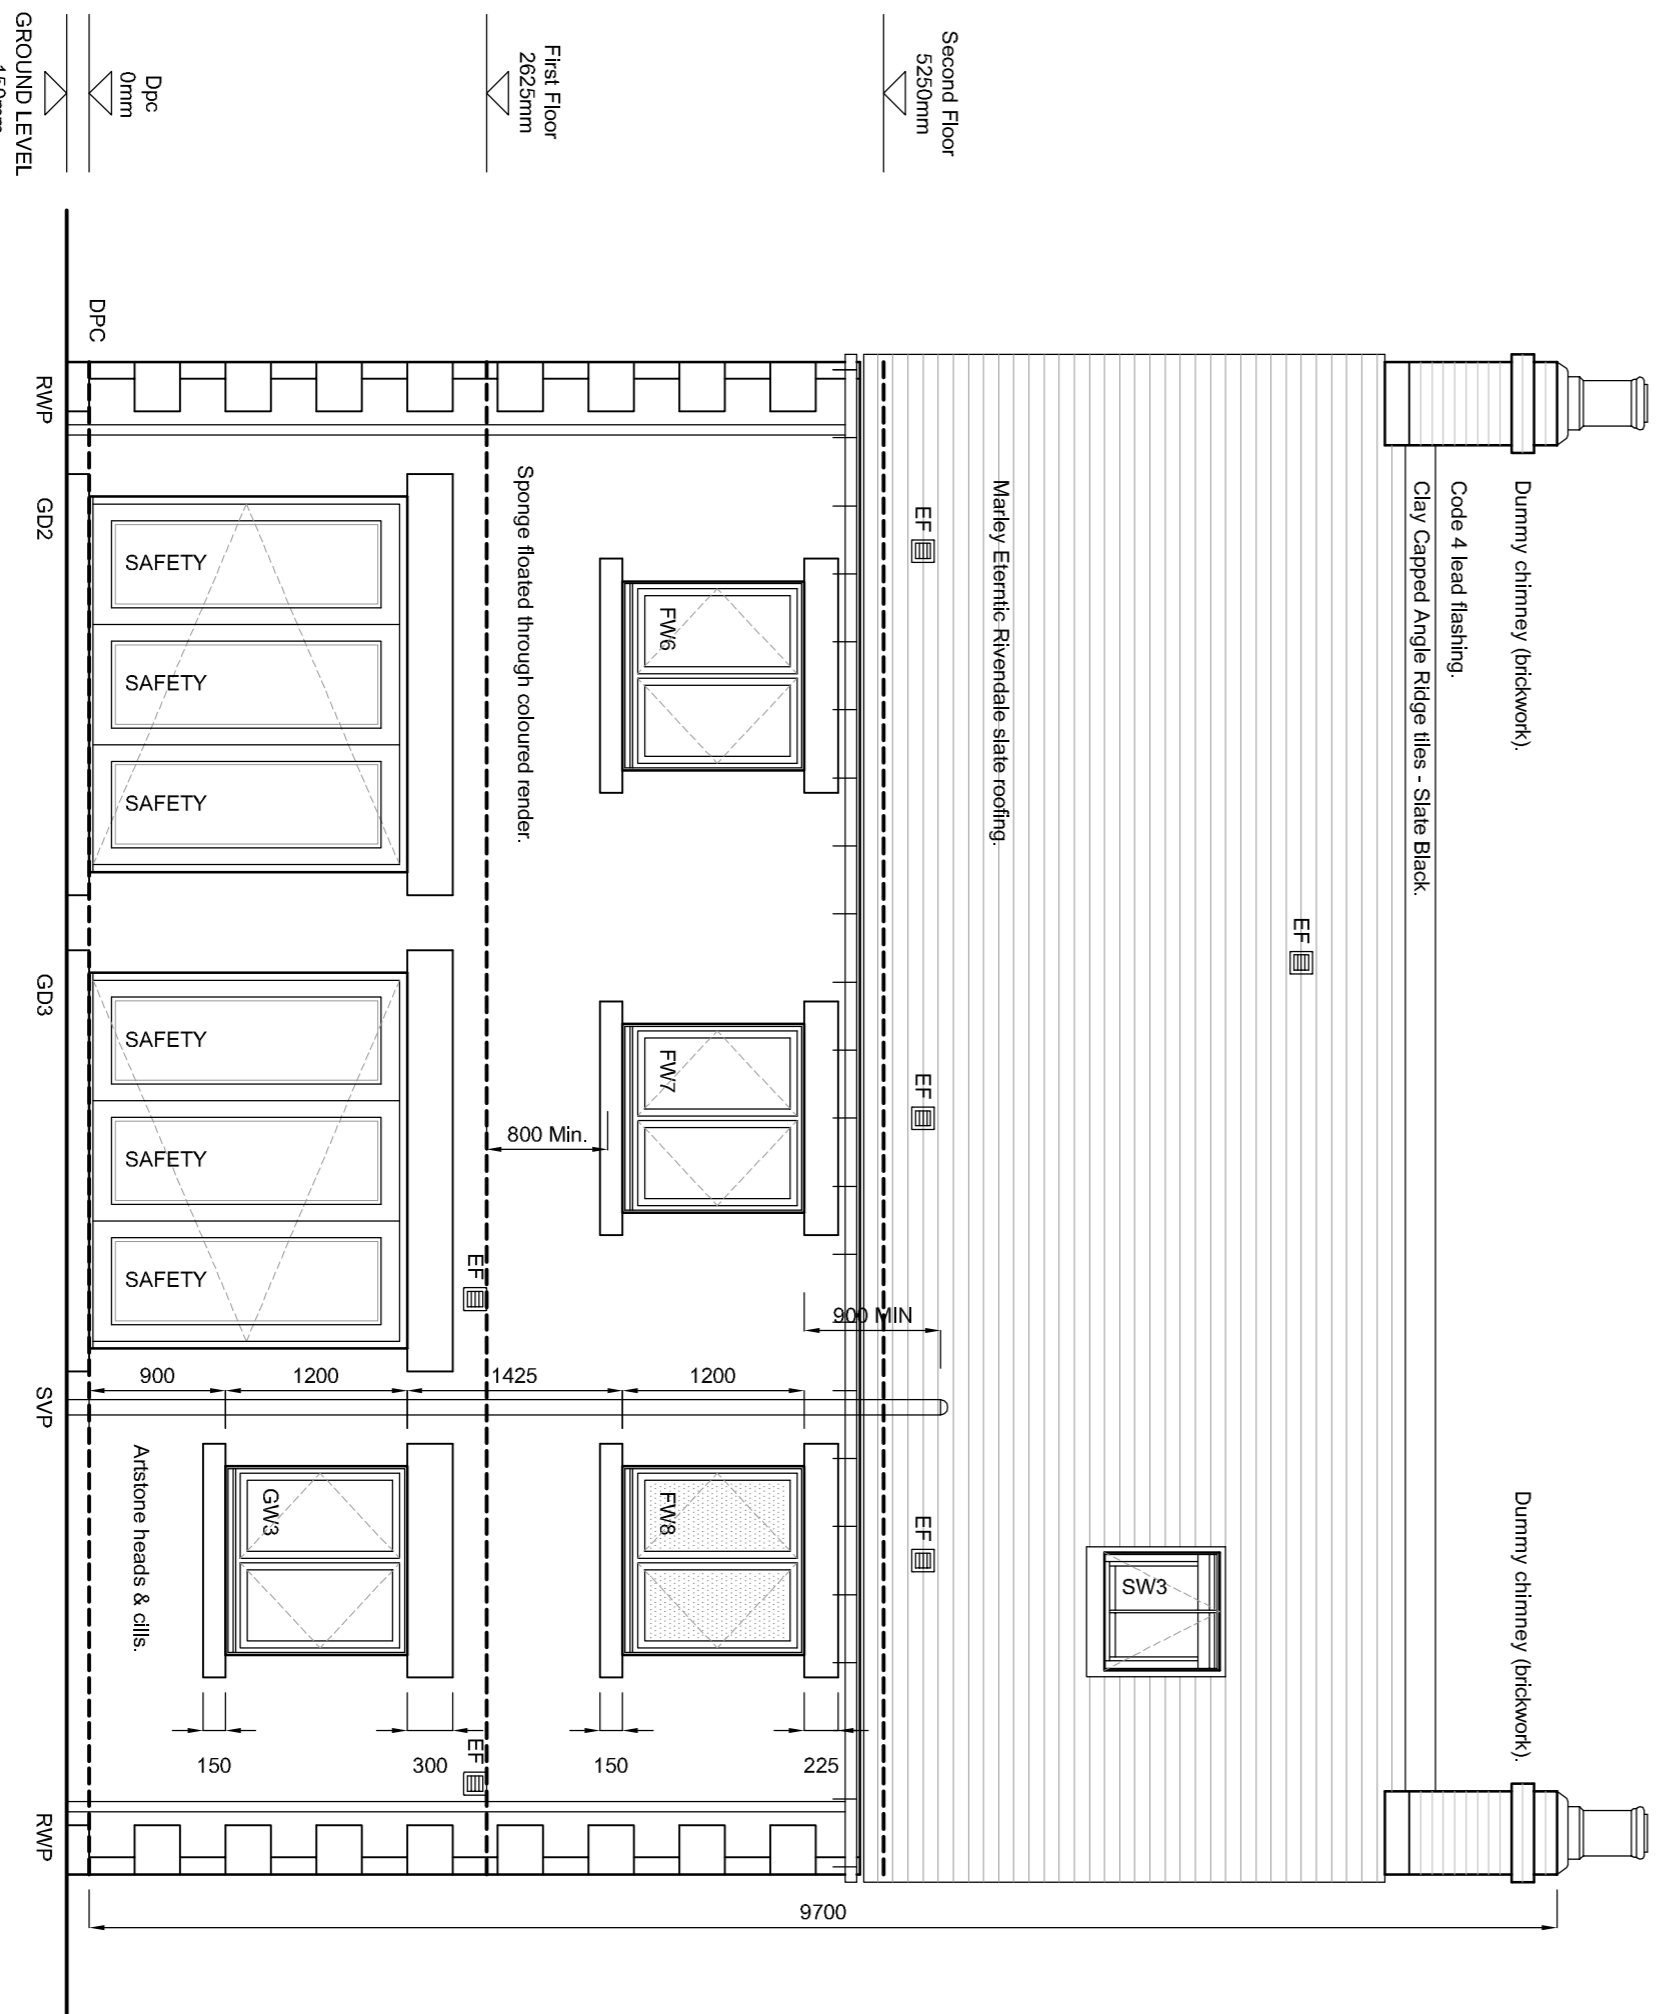 Dummy chimney (brickwork).
Dummy chimney (brickwork).
Code 4 lead flashing.
Clay Capped Angle Ridge tiles - Slate Black.
EF
SW3
Marley Eterntic Rivendale slate roofing.
Second Floor
5250mm
EF
EF
EF
900 MIN
FW6
FW7
FW8
1200
225
150
800 Min.
1425
Sponge floated through coloured render.
First Floor
2625mm
EF
EF
300
1200
GW3
900
150
SAFETY
SAFETY
SAFETY
SAFETY
SAFETY
SAFETY
Artstone heads & cills.
9700
Dpc
0mm
DPC
GROUND LEVEL
RWP
GD2
GD3
SVP
RWP